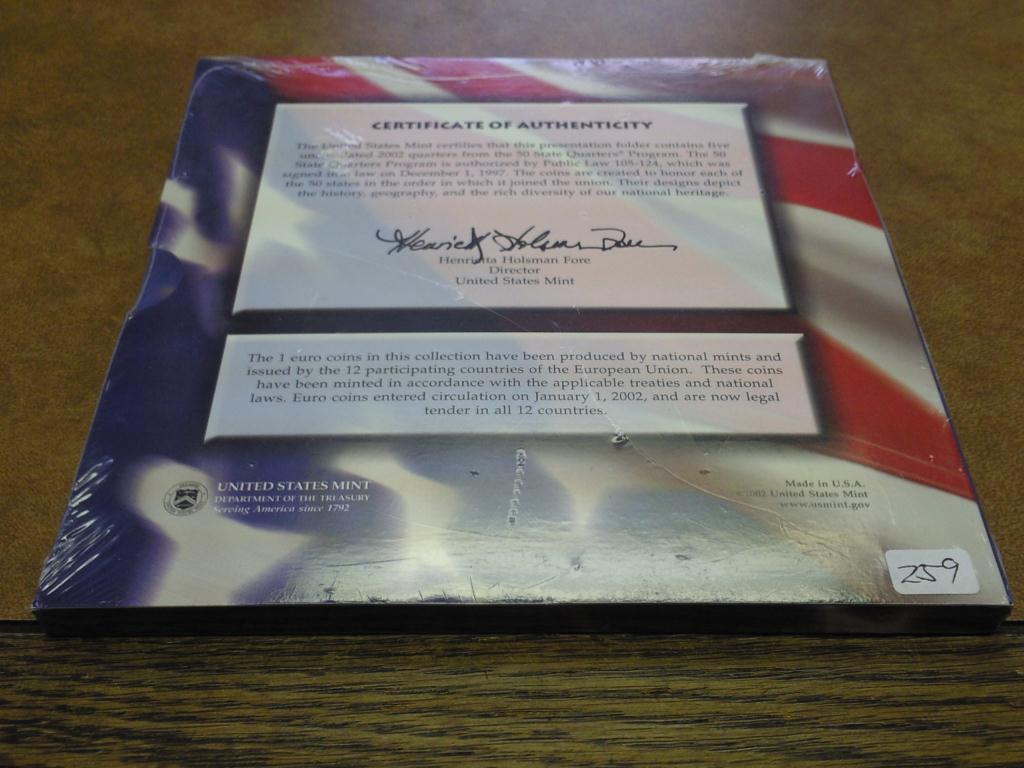 CERTIFICATE OF AUTHENTICITY
The United States Mint certifies that this presentation folder contains five
2002 quarters from the 50 State Quarters® Program. The 50
State Quarters Program is authorized by Public Law 105-124, which was
signed into law on December 1, 1997. The coins are created to honor each of
the 50 states in the order in which it joined the union. Their designs depict
the history, geography, and the rich diversity of our national heritage.
Henrietta Holsman Fore
Henrietta Holsman Fore
Director
United States Mint
The 1 euro coins in this collection have been produced by national mints and
issued by the 12 participating countries of the European Union. These coins
have been minted in accordance with the applicable treaties and national
laws. Euro coins entered circulation on January 1, 2002, and are now legal
tender in all 12 countries.
UNITED STATES MINT
DEPARTMENT OF THE TREASURY
Serving America since 1792
Made in U.S.A.
©2002 United States Mint
www.usmint.gov
259